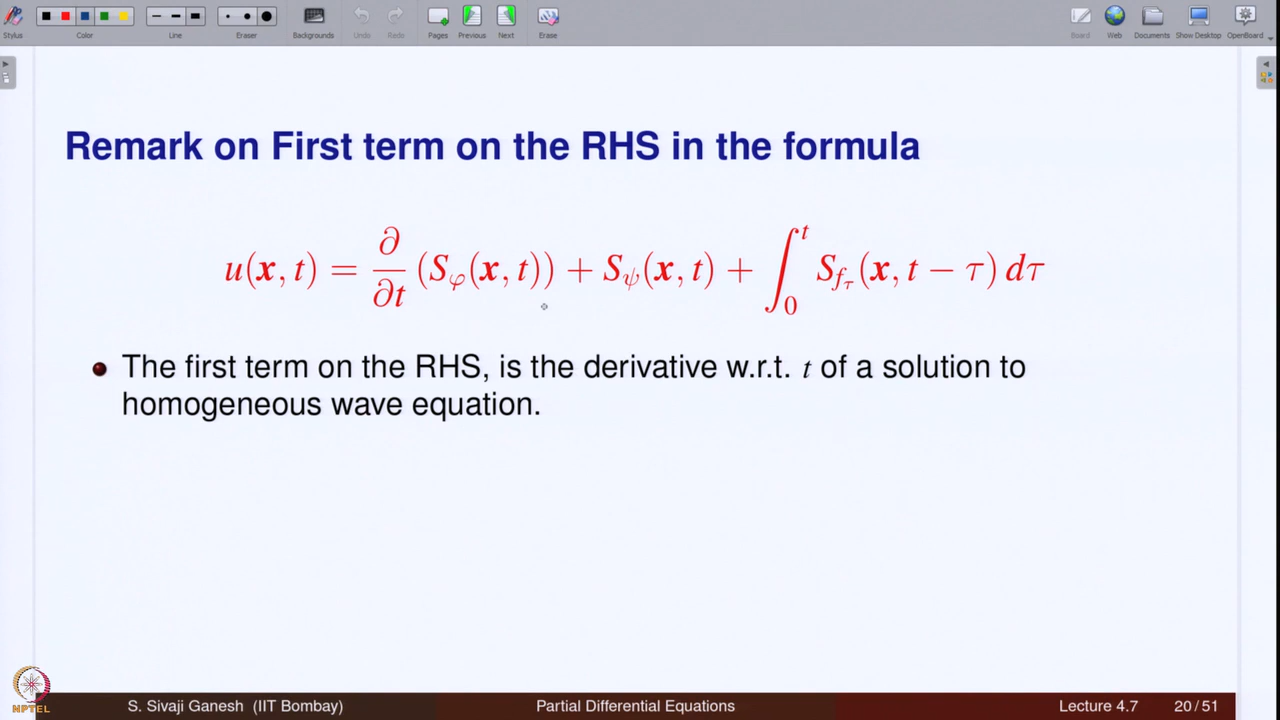 Stylus Color Line Eraser Backgrounds Undo Redo Pages Previous Next Erase Board Web Documents Show Desktop OpenBoard
Remark on First term on the RHS in the formula
u(x, t) = ∂/∂t (S_φ(x, t)) + S_ψ(x, t) + ∫_0^t S_{f_τ}(x, t − τ) dτ
The first term on the RHS, is the derivative w.r.t. t of a solution to
homogeneous wave equation.
NPTEL
S. Sivaji Ganesh (IIT Bombay) Partial Differential Equations Lecture 4.7 20/51